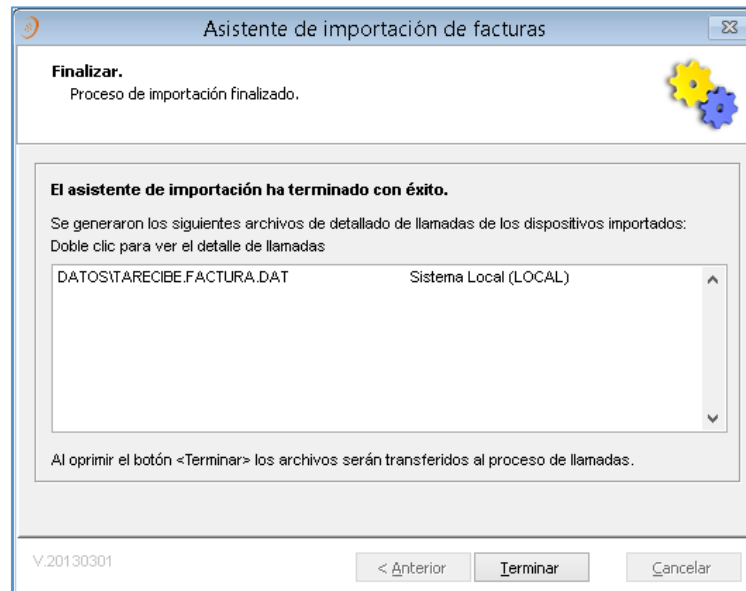 Asistente de importación de facturas
Finalizar.
Proceso de importación finalizado.
El asistente de importación ha terminado con éxito.
Se generaron los siguientes archivos de detallado de llamadas de los dispositivos importados:
Doble clic para ver el detalle de llamadas
DATOS\TARECIBE.FACTURA.DAT Sistema Local (LOCAL)
Al oprimir el botón <Terminar> los archivos serán transferidos al proceso de llamadas.
V.20130301
< Anterior Terminar Cancelar